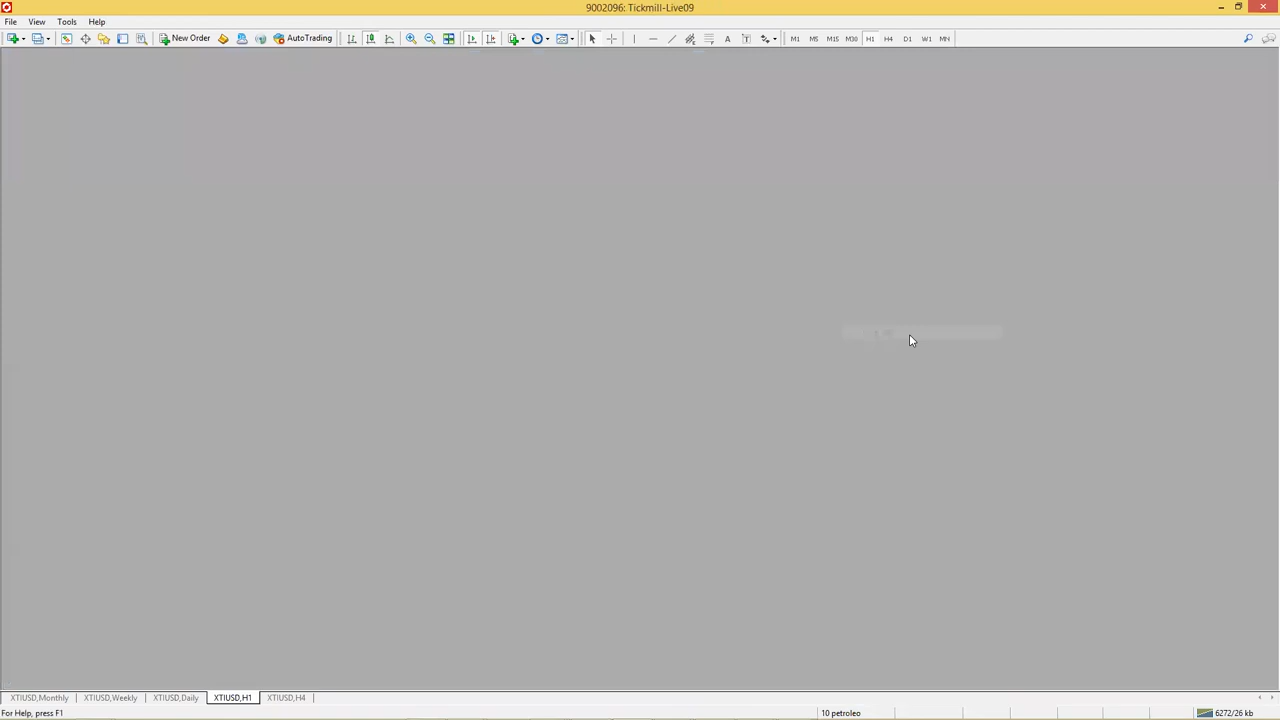 9002096: Tickmill-Live09
File View Tools Help
New Order AutoTrading A T M1 M5 M15 M30 H1 H4 D1 W1 MN
XTIUSD,Monthly XTIUSD,Weekly XTIUSD,Daily XTIUSD,H1 XTIUSD,H4
For Help, press F1 10 petroleo 6272/26 kb